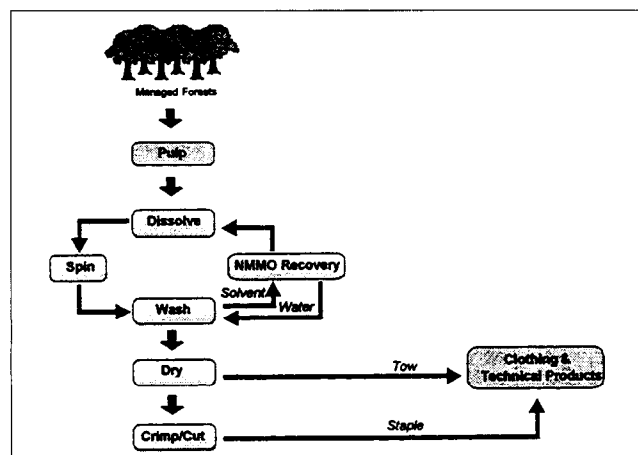 Managed Forests
Pulp
Dissolve
Spin
NMMO Recovery
Solvent
Water
Wash
Dry
Tow
Clothing &
Technical Products
Crimp/Cut
Staple